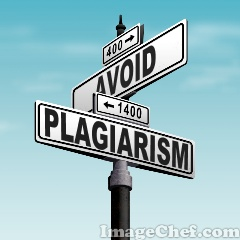 400 →
AVOID
← 1400
PLAGIARISM
ImageChef.com